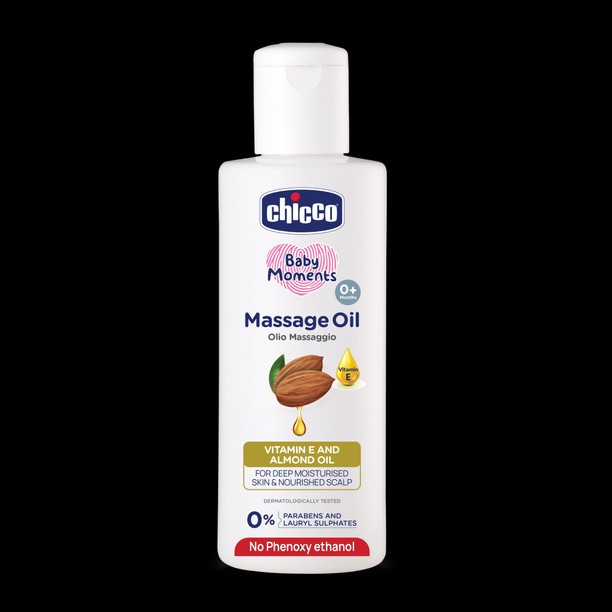 chicco
Baby
Moments
0+
Months
Massage Oil
Olio Massaggio
Vitamin
E
VITAMIN E AND
ALMOND OIL
FOR DEEP MOISTURISED
SKIN & NOURISHED SCALP
DERMATOLOGICALLY TESTED
0% PARABENS AND
LAURYL SULPHATES
No Phenoxy ethanol